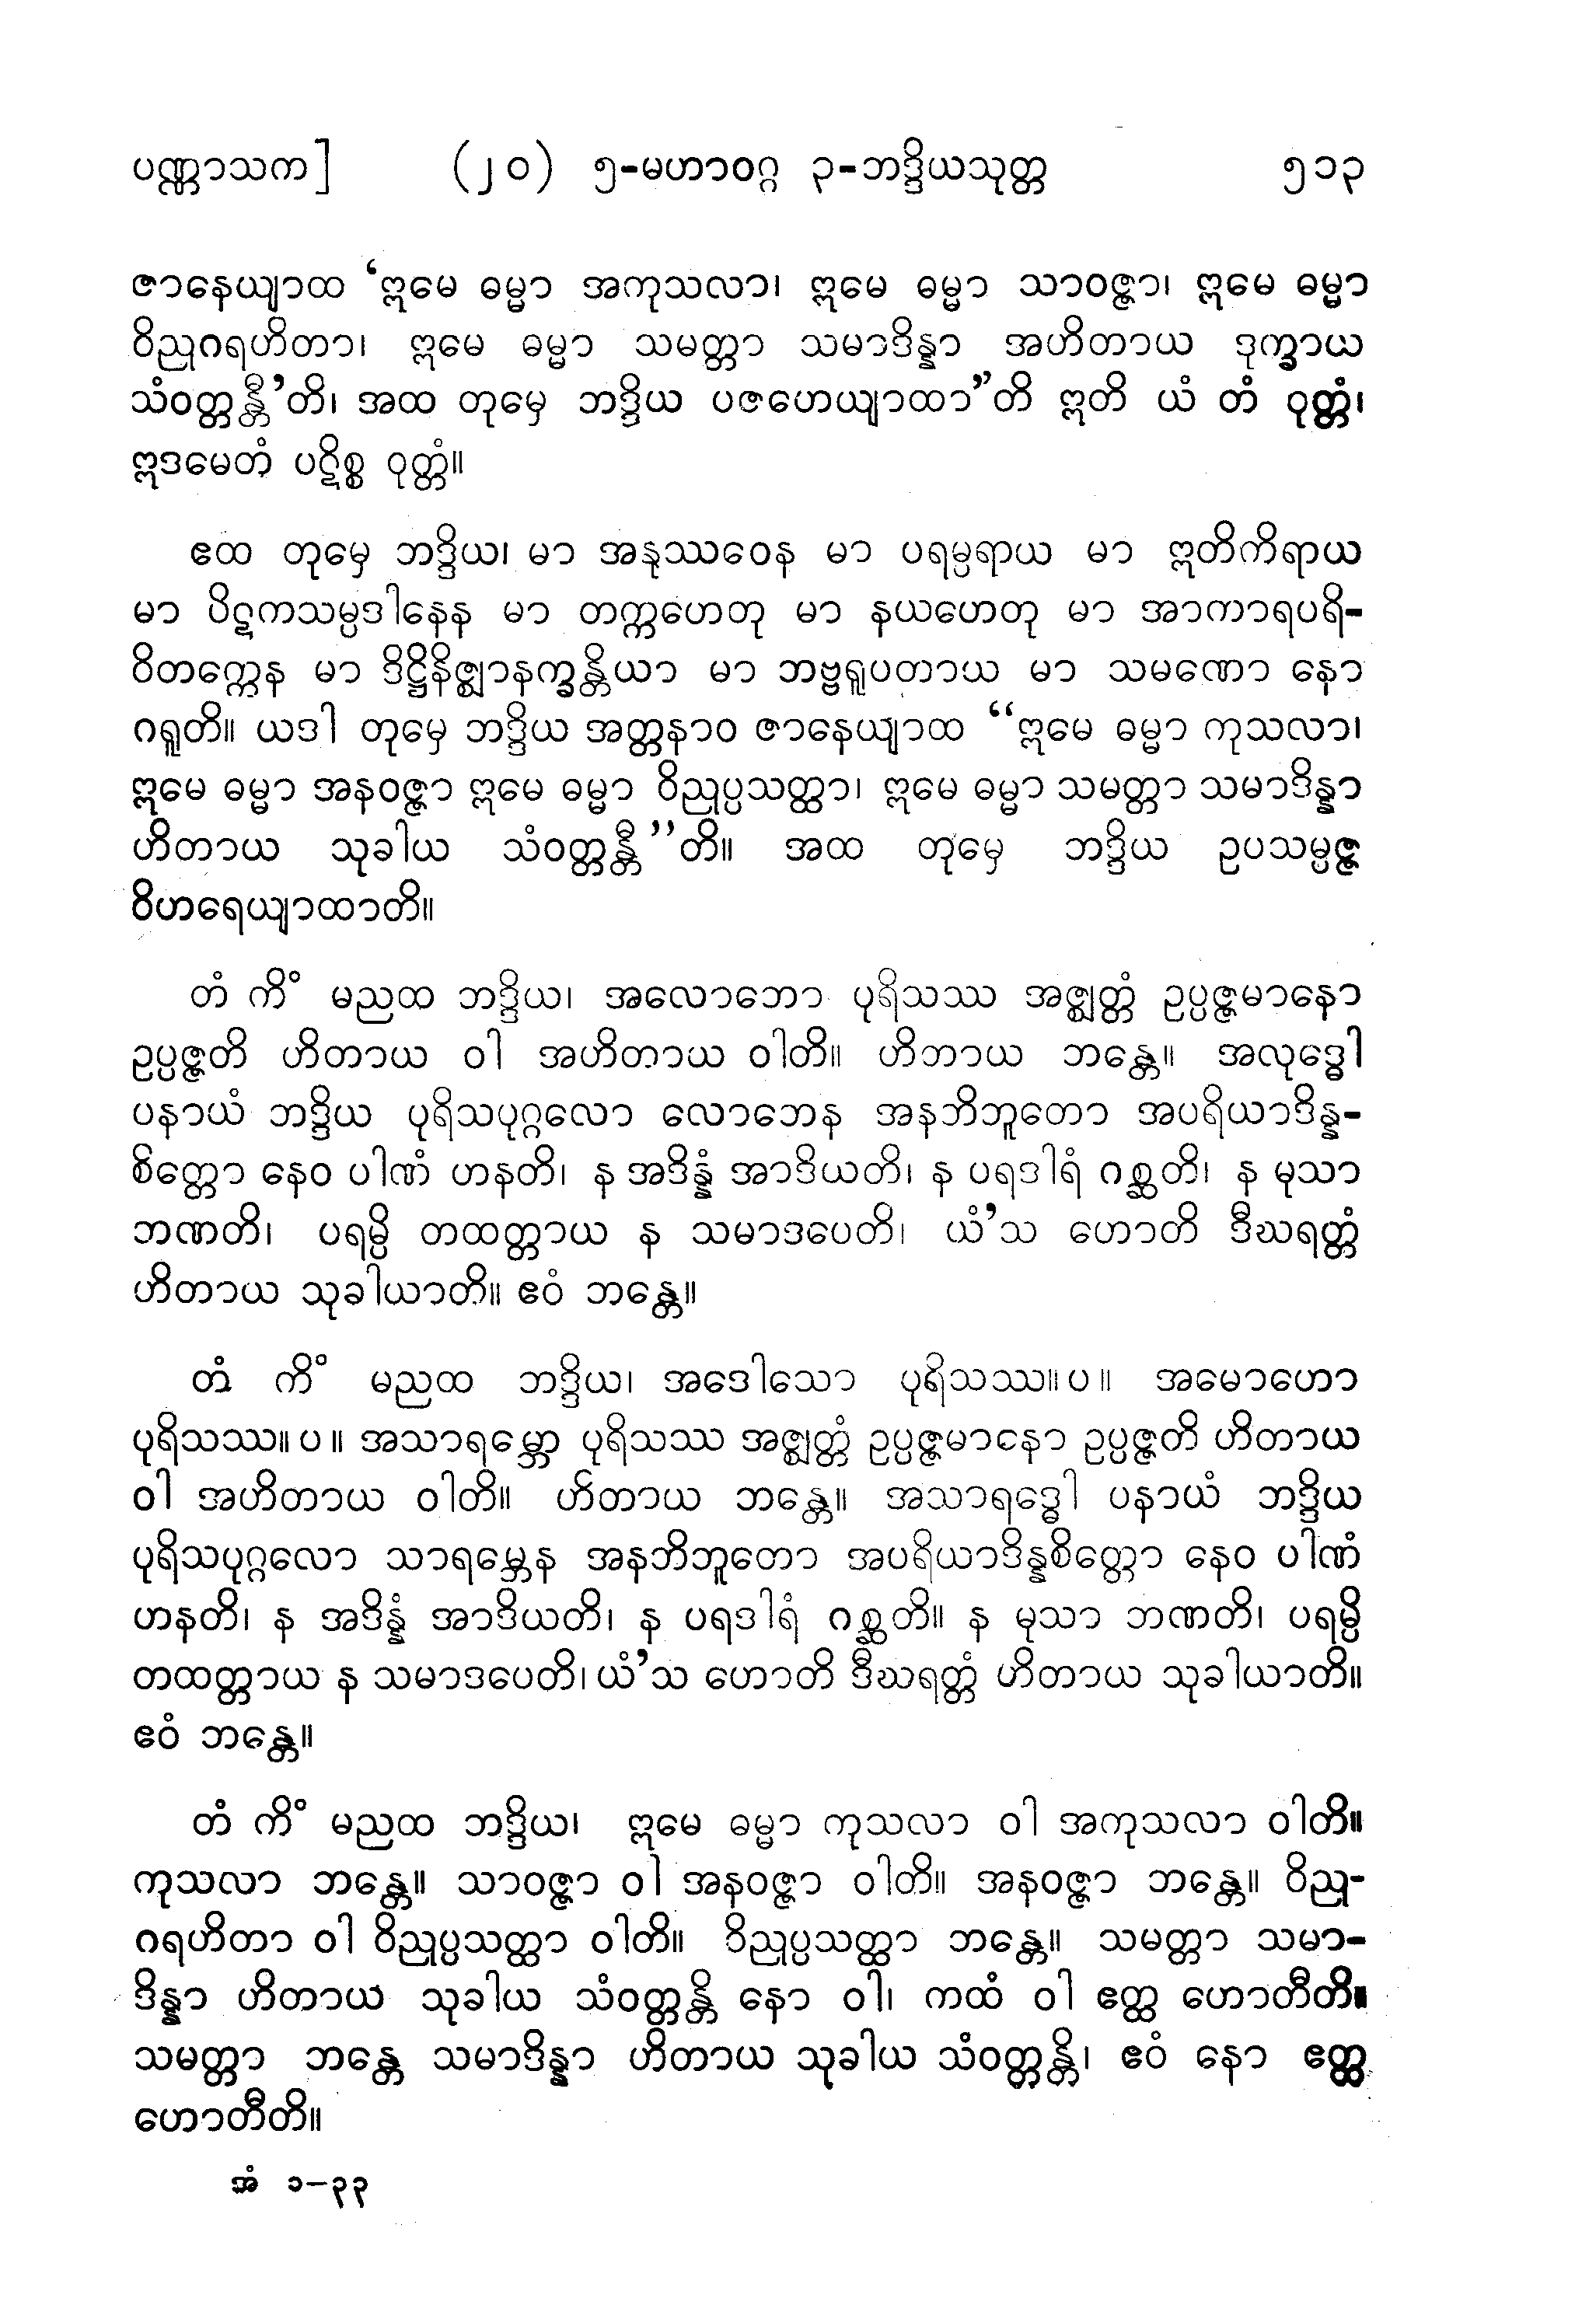 ပဏ္ဏာသက] (၂၀) ၅-မဟာဝဂ္ဂ ၃-ဘဒ္ဒိယသုတ္တ ၅၁၃
ဇာနေယျာထ ‘ဣမေ ဓမ္မာ အကုသလာ၊ ဣမေ ဓမ္မာ သာဝဇ္ဇာ၊ ဣမေ ဓမ္မာ
ဝိညုဂရဟိတာ၊ ဣမေ ဓမ္မာ သမတ္တာ သမာဒိန္နာ အဟိတာယ ဒုက္ခာယ
သံဝတ္တန္တီ’တိ၊ အထ တုမှေ ဘဒ္ဒိယ ပဇဟေယျာထာ”တိ ဣတိ ယံ တံ ဝုတ္တံ၊
ဣဒမေတံ ပဋိစ္စ ဝုတ္တံ။
ဧထ တုမှေ ဘဒ္ဒိယ၊ မာ အနုဿဝေန မာ ပရမ္ပရာယ မာ ဣတိကိရာယ
မာ ပိဋကသမ္ပဒါနေန မာ တက္ကဟေတု မာ နယဟေတု မာ အာကာရပရိ-
ဝိတက္ကေန မာ ဒိဋ္ဌိနိဇ္ဈာနက္ခန္တိယာ မာ ဘဗ္ဗရူပတာယ မာ သမဏော နော
ဂရူတိ။ ယဒါ တုမှေ ဘဒ္ဒိယ အတ္တနာဝ ဇာနေယျာထ “ဣမေ ဓမ္မာ ကုသလာ၊
ဣမေ ဓမ္မာ အနဝဇ္ဇာ ဣမေ ဓမ္မာ ဝိညုပ္ပသတ္ထာ၊ ဣမေ ဓမ္မာ သမတ္တာ သမာဒိန္နာ
ဟိတာယ သုခါယ သံဝတ္တန္တီ”တိ။ အထ တုမှေ ဘဒ္ဒိယ ဥပသမ္ပဇ္ဇ
ဝိဟရေယျာထာတိ။
တံ ကိံ မညထ ဘဒ္ဒိယ၊ အလောဘော ပုရိသဿ အဇ္ဈတ္တံ ဥပ္ပဇ္ဇမာနော
ဥပ္ပဇ္ဇတိ ဟိတာယ ဝါ အဟိတာယ ဝါတိ။ ဟိဘာယ ဘန္တေ။ အလုဒ္ဓေါ
ပနာယံ ဘဒ္ဒိယ ပုရိသပုဂ္ဂလော လောဘေန အနဘိဘူတော အပရိယာဒိန္န-
စိတ္တော နေဝ ပါဏံ ဟနတိ၊ န အဒိန္နံ အာဒိယတိ၊ န ပရဒါရံ ဂစ္ဆတိ၊ န မုသာ
ဘဏတိ၊ ပရမ္ပိ တထတ္တာယ န သမာဒပေတိ၊ ယံ’သ ဟောတိ ဒီဃရတ္တံ
ဟိတာယ သုခါယာတိ။ ဧဝံ ဘန္တေ။
တံ ကိံ မညထ ဘဒ္ဒိယ၊ အဒေါသော ပုရိသဿ။ပ။ အမောဟော
ပုရိသဿ။ပ။ အသာရမ္ဘော ပုရိသဿ အဇ္ဈတ္တံ ဥပ္ပဇ္ဇမာနော ဥပ္ပဇ္ဇတိ ဟိတာယ
ဝါ အဟိတာယ ဝါတိ။ ဟိတာယ ဘန္တေ။ အသာရဒ္ဓေါ ပနာယံ ဘဒ္ဒိယ
ပုရိသပုဂ္ဂလော သာရမ္ဘေန အနဘိဘူတော အပရိယာဒိန္နစိတ္တော နေဝ ပါဏံ
ဟနတိ၊ န အဒိန္နံ အာဒိယတိ၊ န ပရဒါရံ ဂစ္ဆတိ။ န မုသာ ဘဏတိ၊ ပရမ္ပိ
တထတ္တာယ န သမာဒပေတိ၊ ယံ’သ ဟောတိ ဒီဃရတ္တံ ဟိတာယ သုခါယာတိ။
ဧဝံ ဘန္တေ။
တံ ကိံ မညထ ဘဒ္ဒိယ၊ ဣမေ ဓမ္မာ ကုသလာ ဝါ အကုသလာ ဝါတိ။
ကုသလာ ဘန္တေ။ သာဝဇ္ဇာ ဝါ အနဝဇ္ဇာ ဝါတိ။ အနဝဇ္ဇာ ဘန္တေ။ ဝိညု-
ဂရဟိတာ ဝါ ဝိညုပ္ပသတ္ထာ ဝါတိ။ ဝိညုပ္ပသတ္ထာ ဘန္တေ။ သမတ္တာ သမာ-
ဒိန္နာ ဟိတာယ သုခါယ သံဝတ္တန္တိ နော ဝါ၊ ကထံ ဝါ ဧတ္ထ ဟောတီတိ။
သမတ္တာ ဘန္တေ သမာဒိန္နာ ဟိတာယ သုခါယ သံဝတ္တန္တိ၊ ဧဝံ နော ဧတ္ထ
ဟောတီတိ။
အံ ၁–၃၃